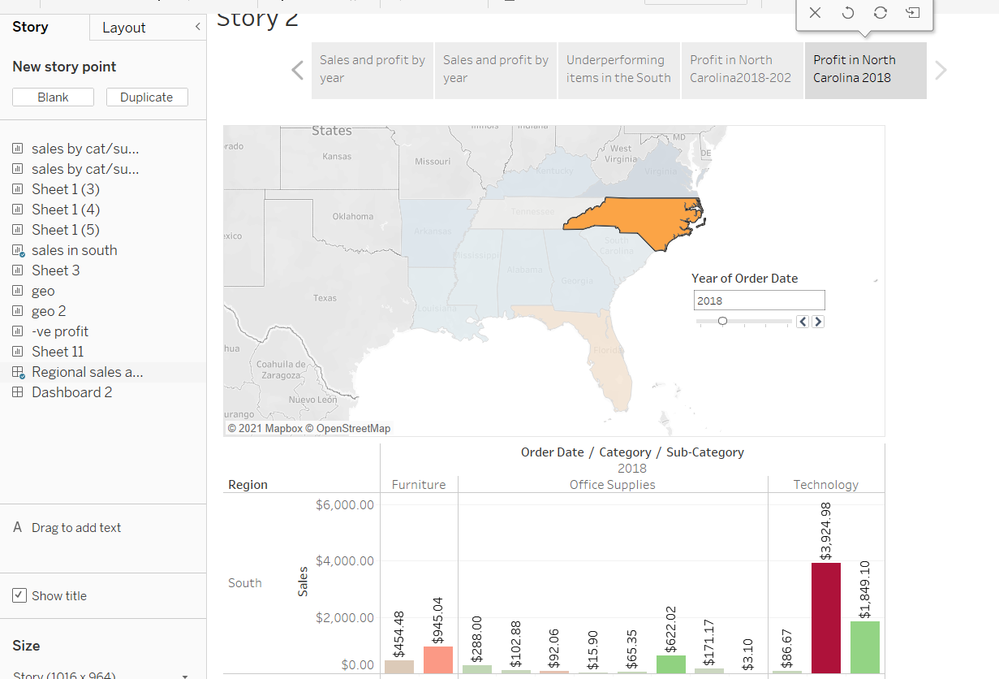 Story
Layout
Story 2
New story point
Blank
Duplicate
Sales and profit by
year
Sales and profit by
year
Underperforming
items in the South
Profit in North
Carolina2018-202
Profit in North
Carolina 2018
sales by cat/su...
sales by cat/su...
Sheet 1 (3)
Sheet 1 (4)
Sheet 1 (5)
sales in south
Sheet 3
geo
geo 2
-ve profit
Sheet 11
Regional sales a...
Dashboard 2
A Drag to add text
Show title
Size
Story (1016 x 964)
States
rado
Kansas
Missouri
Illinois
Indiana
West
Virginia
MD
DE
Kentucky
Virginia
Oklahoma
Tennessee
Arkansas
exico
South
Carolina
Mississippi
Alabama
Georgia
Texas
Louisiana
Florida
hua
Coahuila de
Zaragoza
Nuevo León
urango
© 2021 Mapbox © OpenStreetMap
Year of Order Date
2018
Order Date / Category / Sub-Category
2018
Region
Furniture
Office Supplies
Technology
South
Sales
$6,000.00
$4,000.00
$2,000.00
$0.00
$454.48
$945.04
$288.00
$102.88
$92.06
$15.90
$65.35
$622.02
$171.17
$3.10
$86.67
$3,924.98
$1,849.10